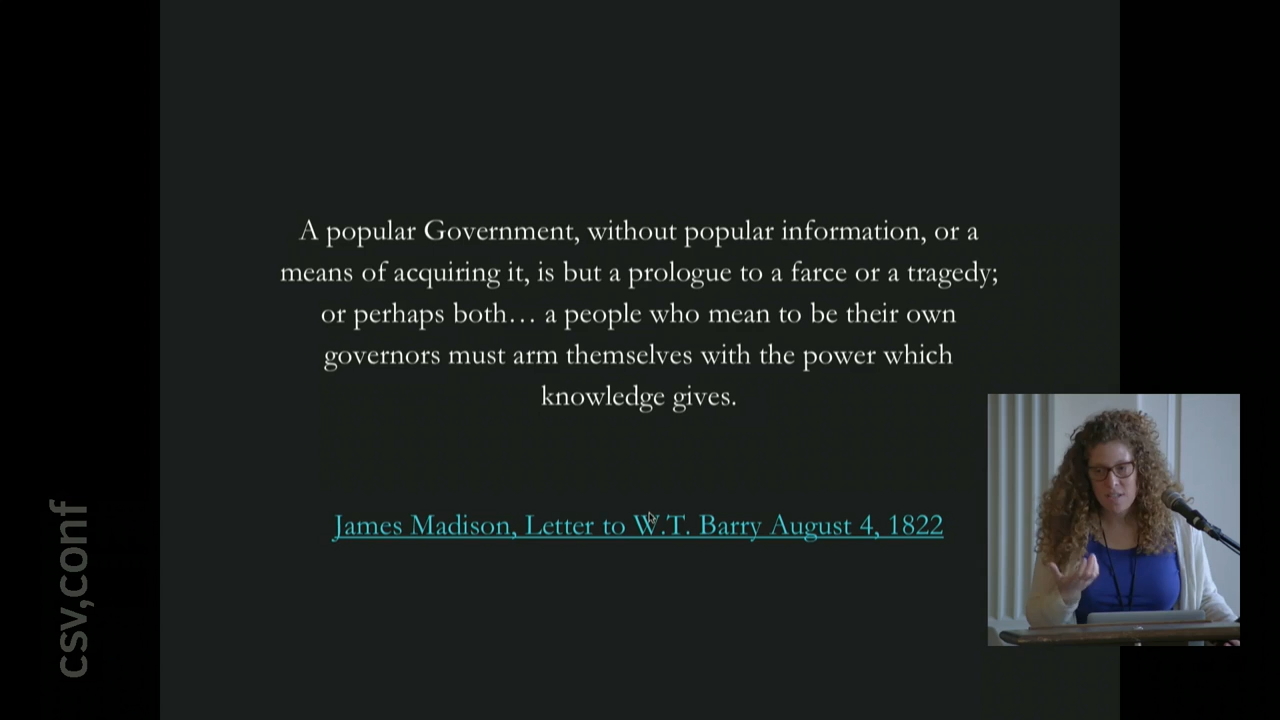 A popular Government, without popular information, or a
means of acquiring it, is but a prologue to a farce or a tragedy;
or perhaps both… a people who mean to be their own
governors must arm themselves with the power which
knowledge gives.
James Madison, Letter to W.T. Barry August 4, 1822
csv,conf